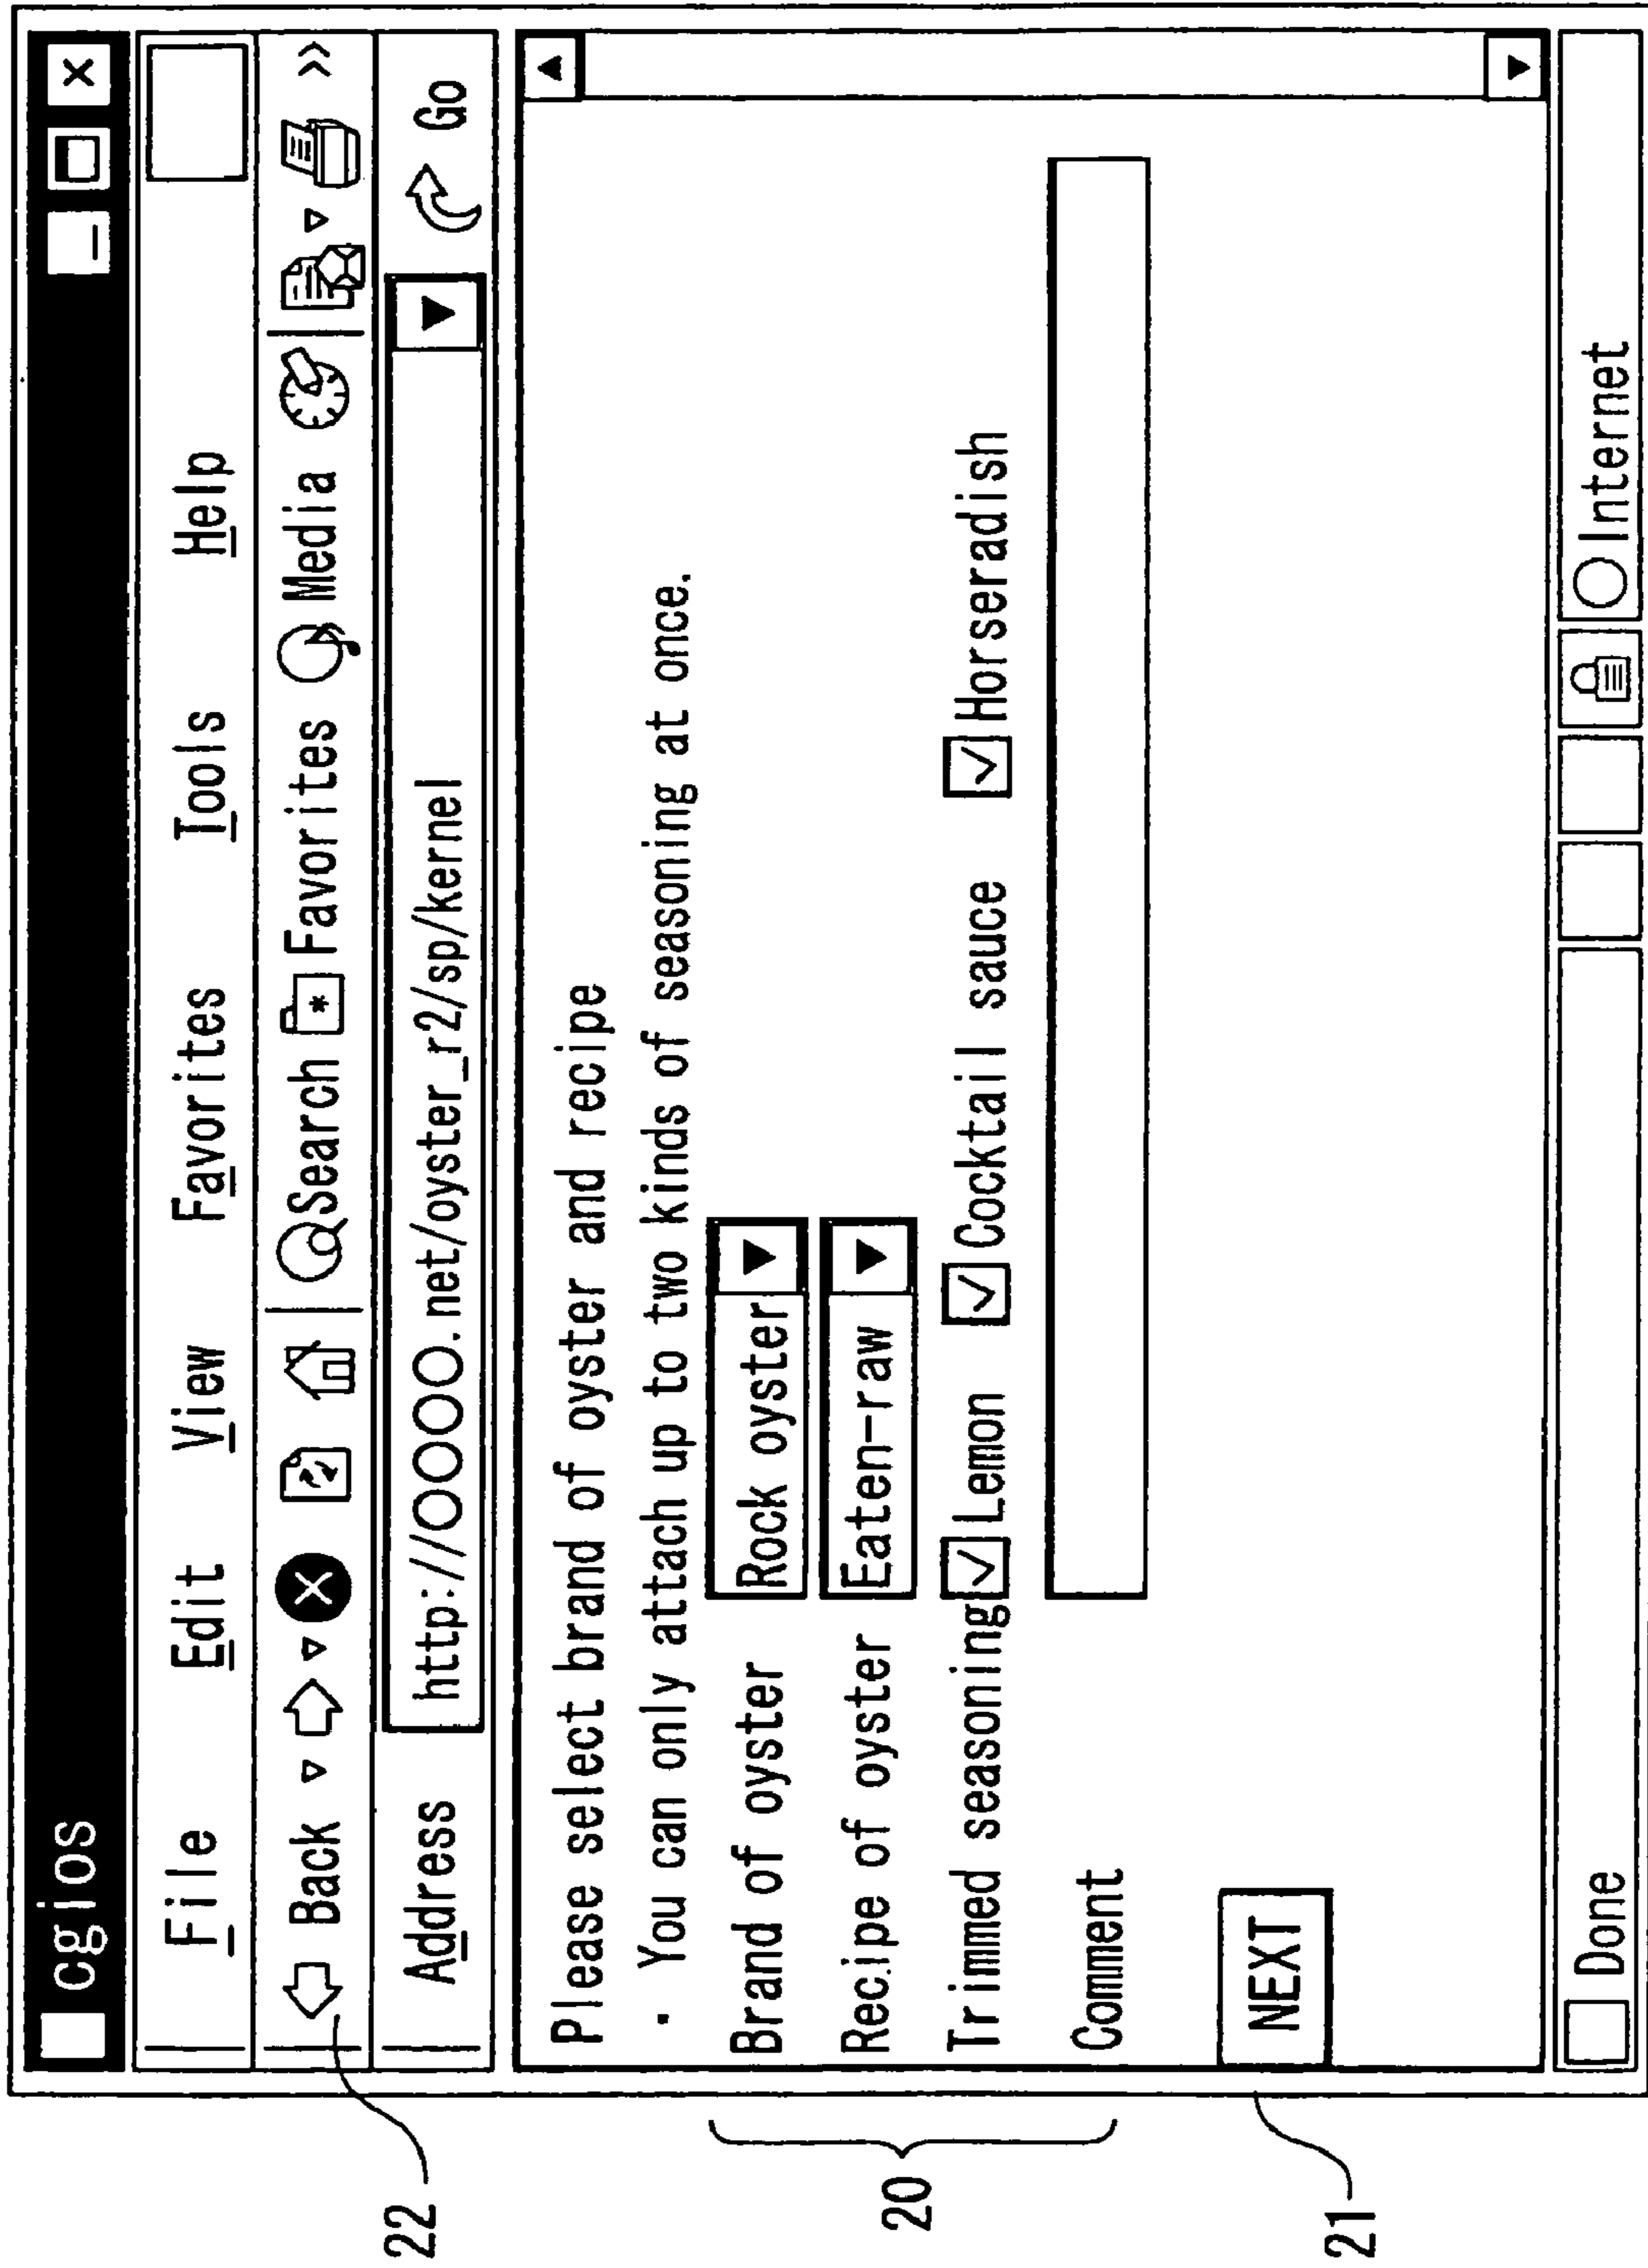 cgios
File Edit View Favorites Tools Help
Back Search Favorites Media
Address http://○○○○.net/oyster_r2/sp/kernel Go
Please select brand of oyster and recipe
・You can only attach up to two kinds of seasoning at once.
Brand of oyster Rock oyster
Recipe of oyster Eaten-raw
Trimmed seasoning Lemon Cocktail sauce Horseradish
Comment
NEXT
Done Internet
22
20
21